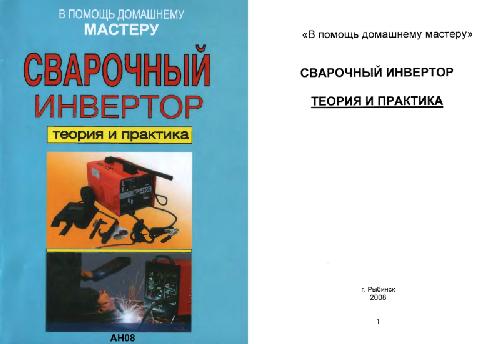 В ПОМОЩЬ ДОМАШНЕМУ
МАСТЕРУ
СВАРОЧНЫЙ
ИНВЕРТОР
теория и практика
АН08
«В помощь домашнему мастеру»
СВАРОЧНЫЙ ИНВЕРТОР
ТЕОРИЯ И ПРАКТИКА
г. Рыбинск
2008
1